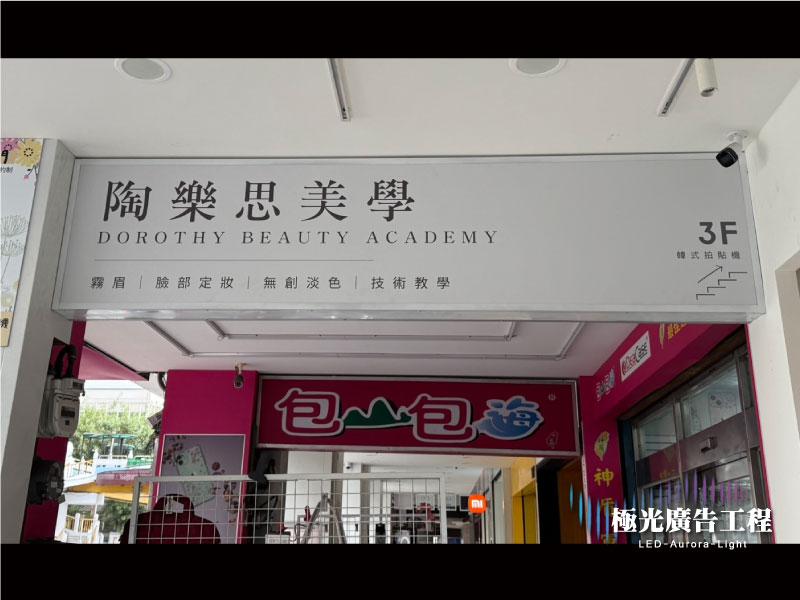 陶樂思美學
DOROTHY BEAUTY ACADEMY
霧眉｜臉部定妝｜無創淡色｜技術教學
3F
韓式拍貼機
包山包海
mi
極光廣告工程
LED-Aurora-Light